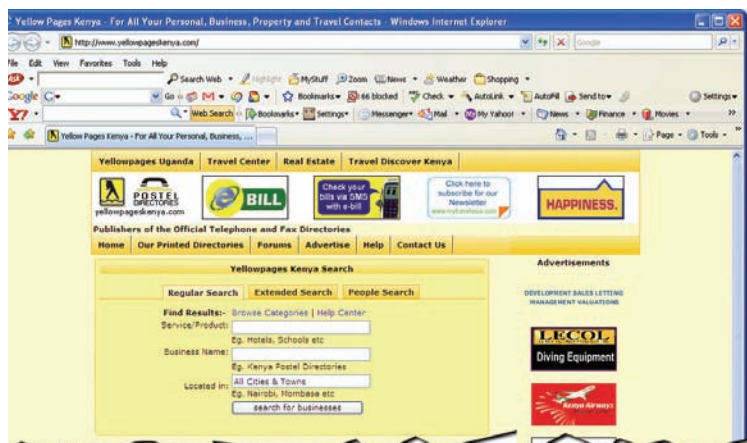 Yellow Pages Kenya - For All Your Personal, Business, Property and Travel Contacts - Windows Internet Explorer
http://www.yellowpageskenya.com/
Google
File Edit View Favorites Tools Help
Search Web Highlight MyStuff Zoom News Weather Shopping
Google Go Bookmarks 66 blocked Check AutoLink AutoFill Send to Settings
Y7 Web Search Bookmarks Settings Messenger Mail My Yahoo! News Finance Movies
Yellow Pages Kenya - For All Your Personal, Business, ...
Page Tools
Yellowpages Uganda Travel Center Real Estate Travel Discover Kenya
POSTEL
DIRECTORIES
yellowpageskenya.com
BILL
Check your
bills via SMS
with e-bill
Click here to
subscribe for our
Newsletter
HAPPINESS.
Publishers of the Official Telephone and Fax Directories
Home Our Printed Directories Forums Advertise Help Contact Us
Yellowpages Kenya Search
Regular Search Extended Search People Search
Find Results:- Browse Categories | Help Center
Service/Product:
Eg. Hotels, Schools etc
Business Name:
Eg. Kenya Postel Directories
Located in: All Cities & Towns
Eg. Nairobi, Mombasa etc
search for businesses
Advertisements
DEVELOPMENT SALES LETTING
MANAGEMENT VALUATIONS
LECOL
Diving Equipment
Kenya Airways